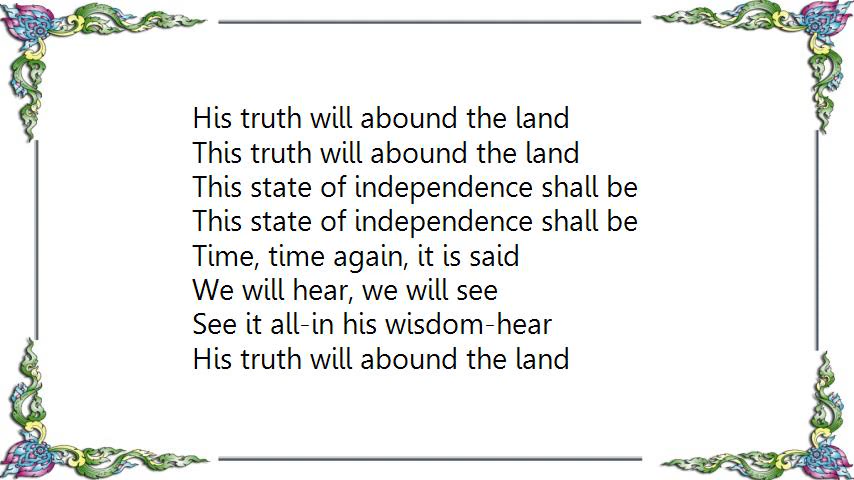 His truth will abound the land
This truth will abound the land
This state of independence shall be
This state of independence shall be
Time, time again, it is said
We will hear, we will see
See it all-in his wisdom-hear
His truth will abound the land